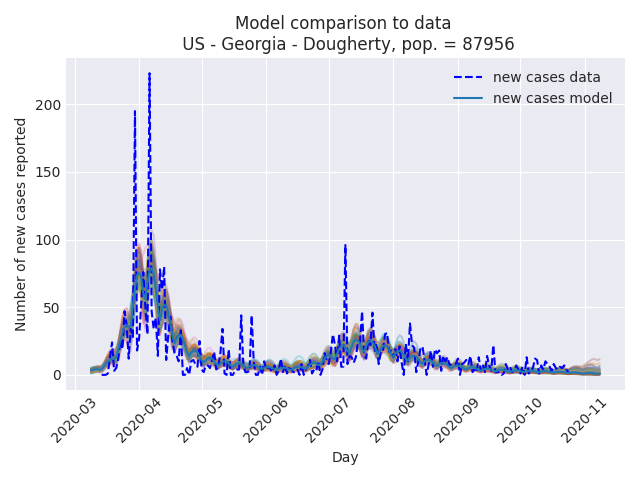 Model comparison to data
US - Georgia - Dougherty, pop. = 87956
new cases data
new cases model
Number of new cases reported
200
150
100
50
0
2020-03
2020-04
2020-05
2020-06
2020-07
2020-08
2020-09
2020-10
2020-11
Day